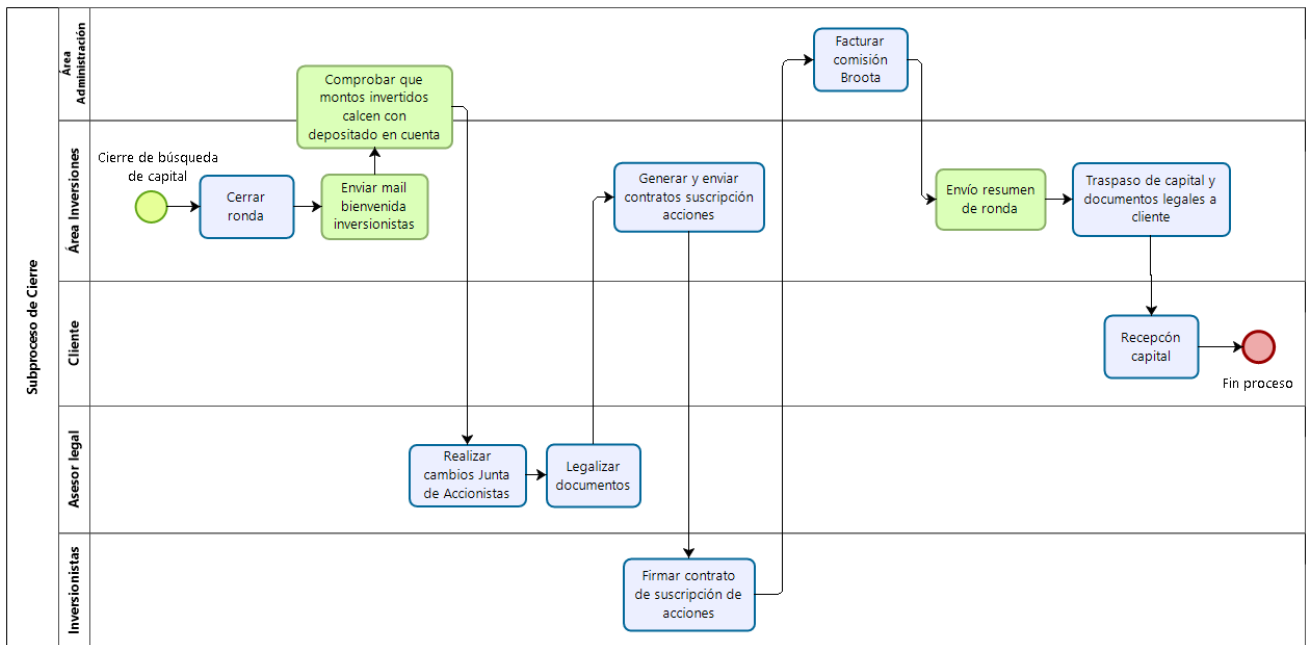 Subproceso de Cierre
Área
Administración
Facturar
comisión
Broota
Comprobar que
montos invertidos
calcen con
depositado en cuenta
Área Inversiones
Cierre de búsqueda
de capital
Cerrar
ronda
Enviar mail
bienvenida
inversionistas
Generar y enviar
contratos suscripción
acciones
Envío resumen
de ronda
Traspaso de capital y
documentos legales a
cliente
Cliente
Recepcón
capital
Fin proceso
Asesor legal
Realizar
cambios Junta
de Accionistas
Legalizar
documentos
Inversionistas
Firmar contrato
de suscripción de
acciones